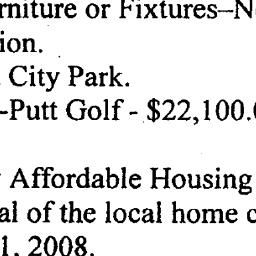 rniture or Fixtures–N
ion.
City Park.
-Putt Golf - $22,100.
Affordable Housing
al of the local home c
1, 2008.